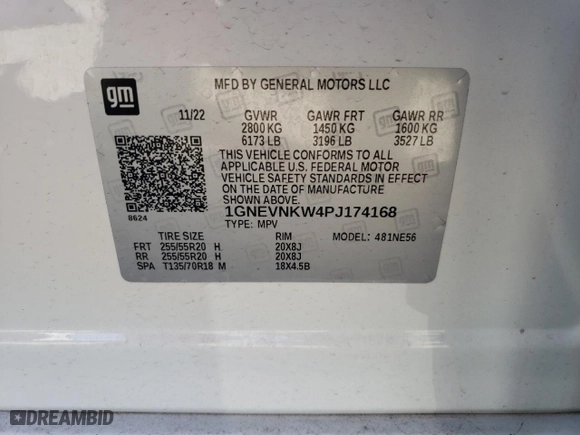 gm
MFD BY GENERAL MOTORS LLC
11/22 GVWR GAWR FRT GAWR RR
2800 KG 1450 KG 1600 KG
6173 LB 3196 LB 3527 LB
THIS VEHICLE CONFORMS TO ALL
APPLICABLE U.S. FEDERAL MOTOR
VEHICLE SAFETY STANDARDS IN
EFFECT ON THE DATE OF MANUFACTURE
SHOWN ABOVE.
8624
1GNEVNKW4PJ174168
TYPE: MPV
TIRE SIZE RIM MODEL: 481NE56
FRT 255/55R20 H 20X8J
RR 255/55R20 H 20X8J
SPA T135/70R18 M 18X4.5B
DREAMBID